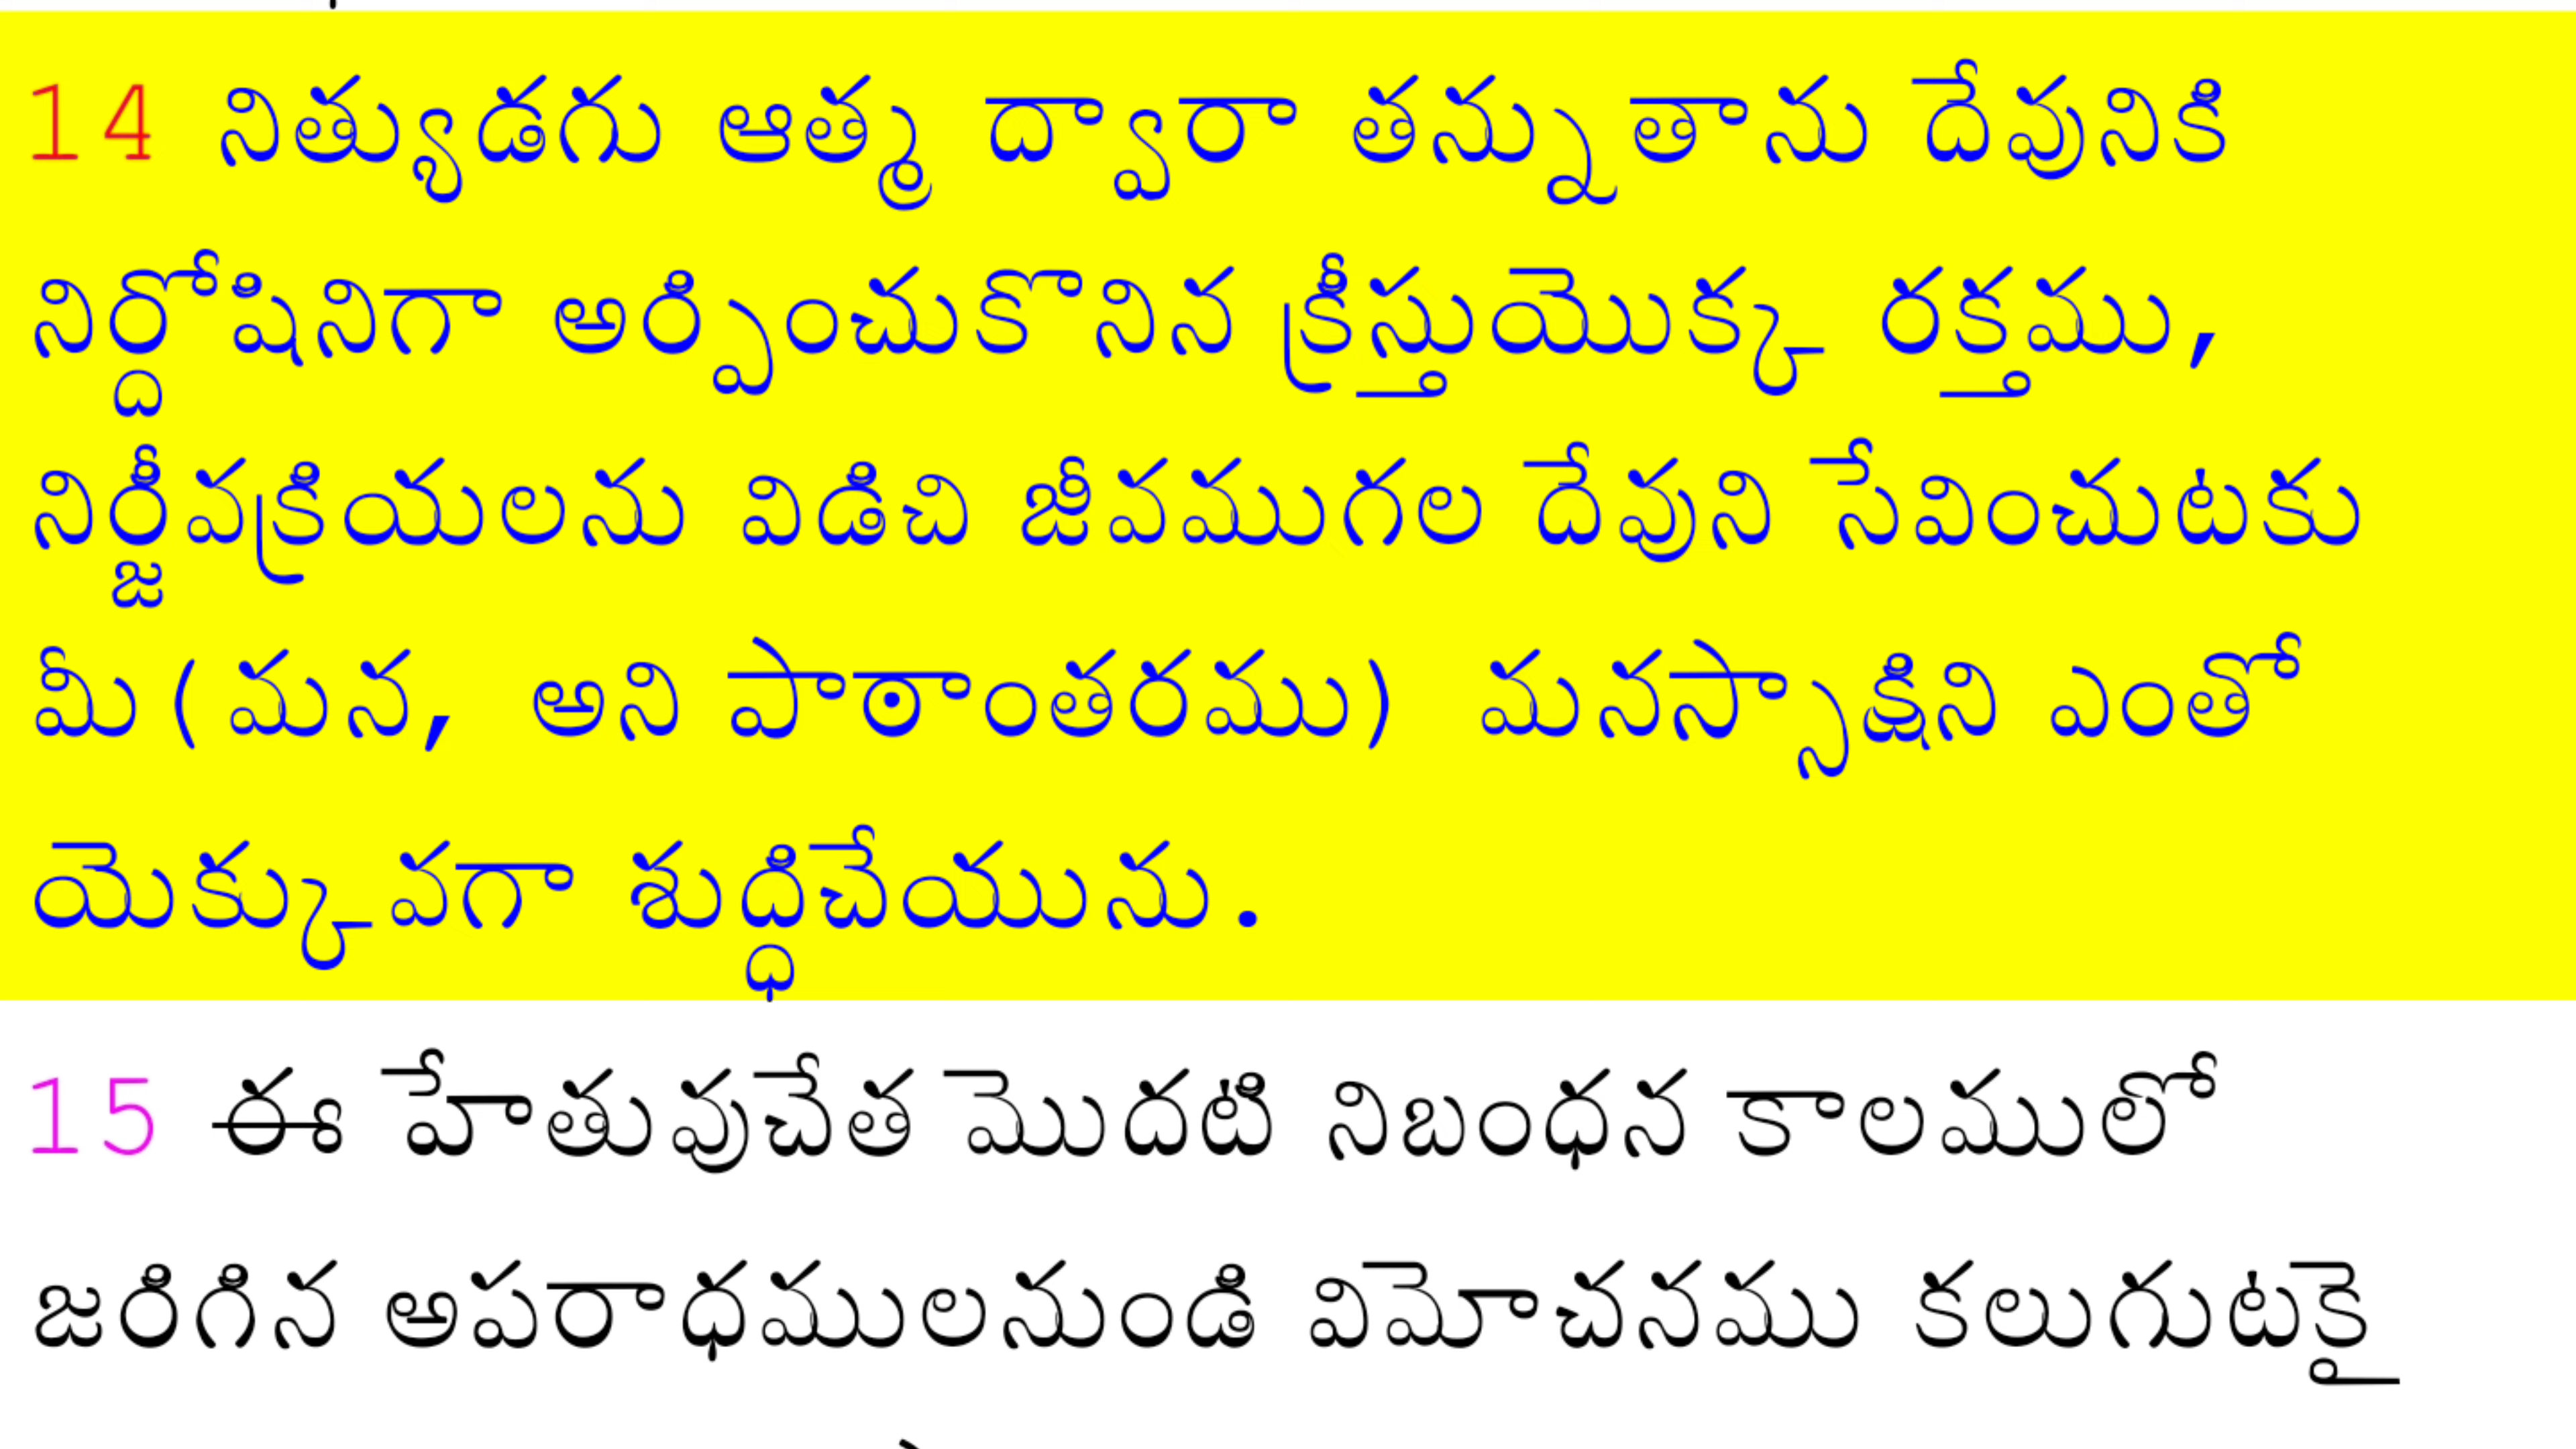 14 నిత్యుడగు ఆత్మ ద్వారా తన్నుతాను దేవునికి
నిర్దోషినిగా అర్పించుకొనిన క్రీస్తుయొక్క రక్తము,
నిర్జీవక్రియలను విడిచి జీవముగల దేవుని సేవించుటకు
మీ(మన, అని పాఠాంతరము) మనస్సాక్షిని ఎంతో
యెక్కువగా శుద్ధిచేయును.
15 ఈ హేతువుచేత మొదటి నిబంధన కాలములో
జరిగిన అపరాధములనుండి విమోచనము కలుగుటకై